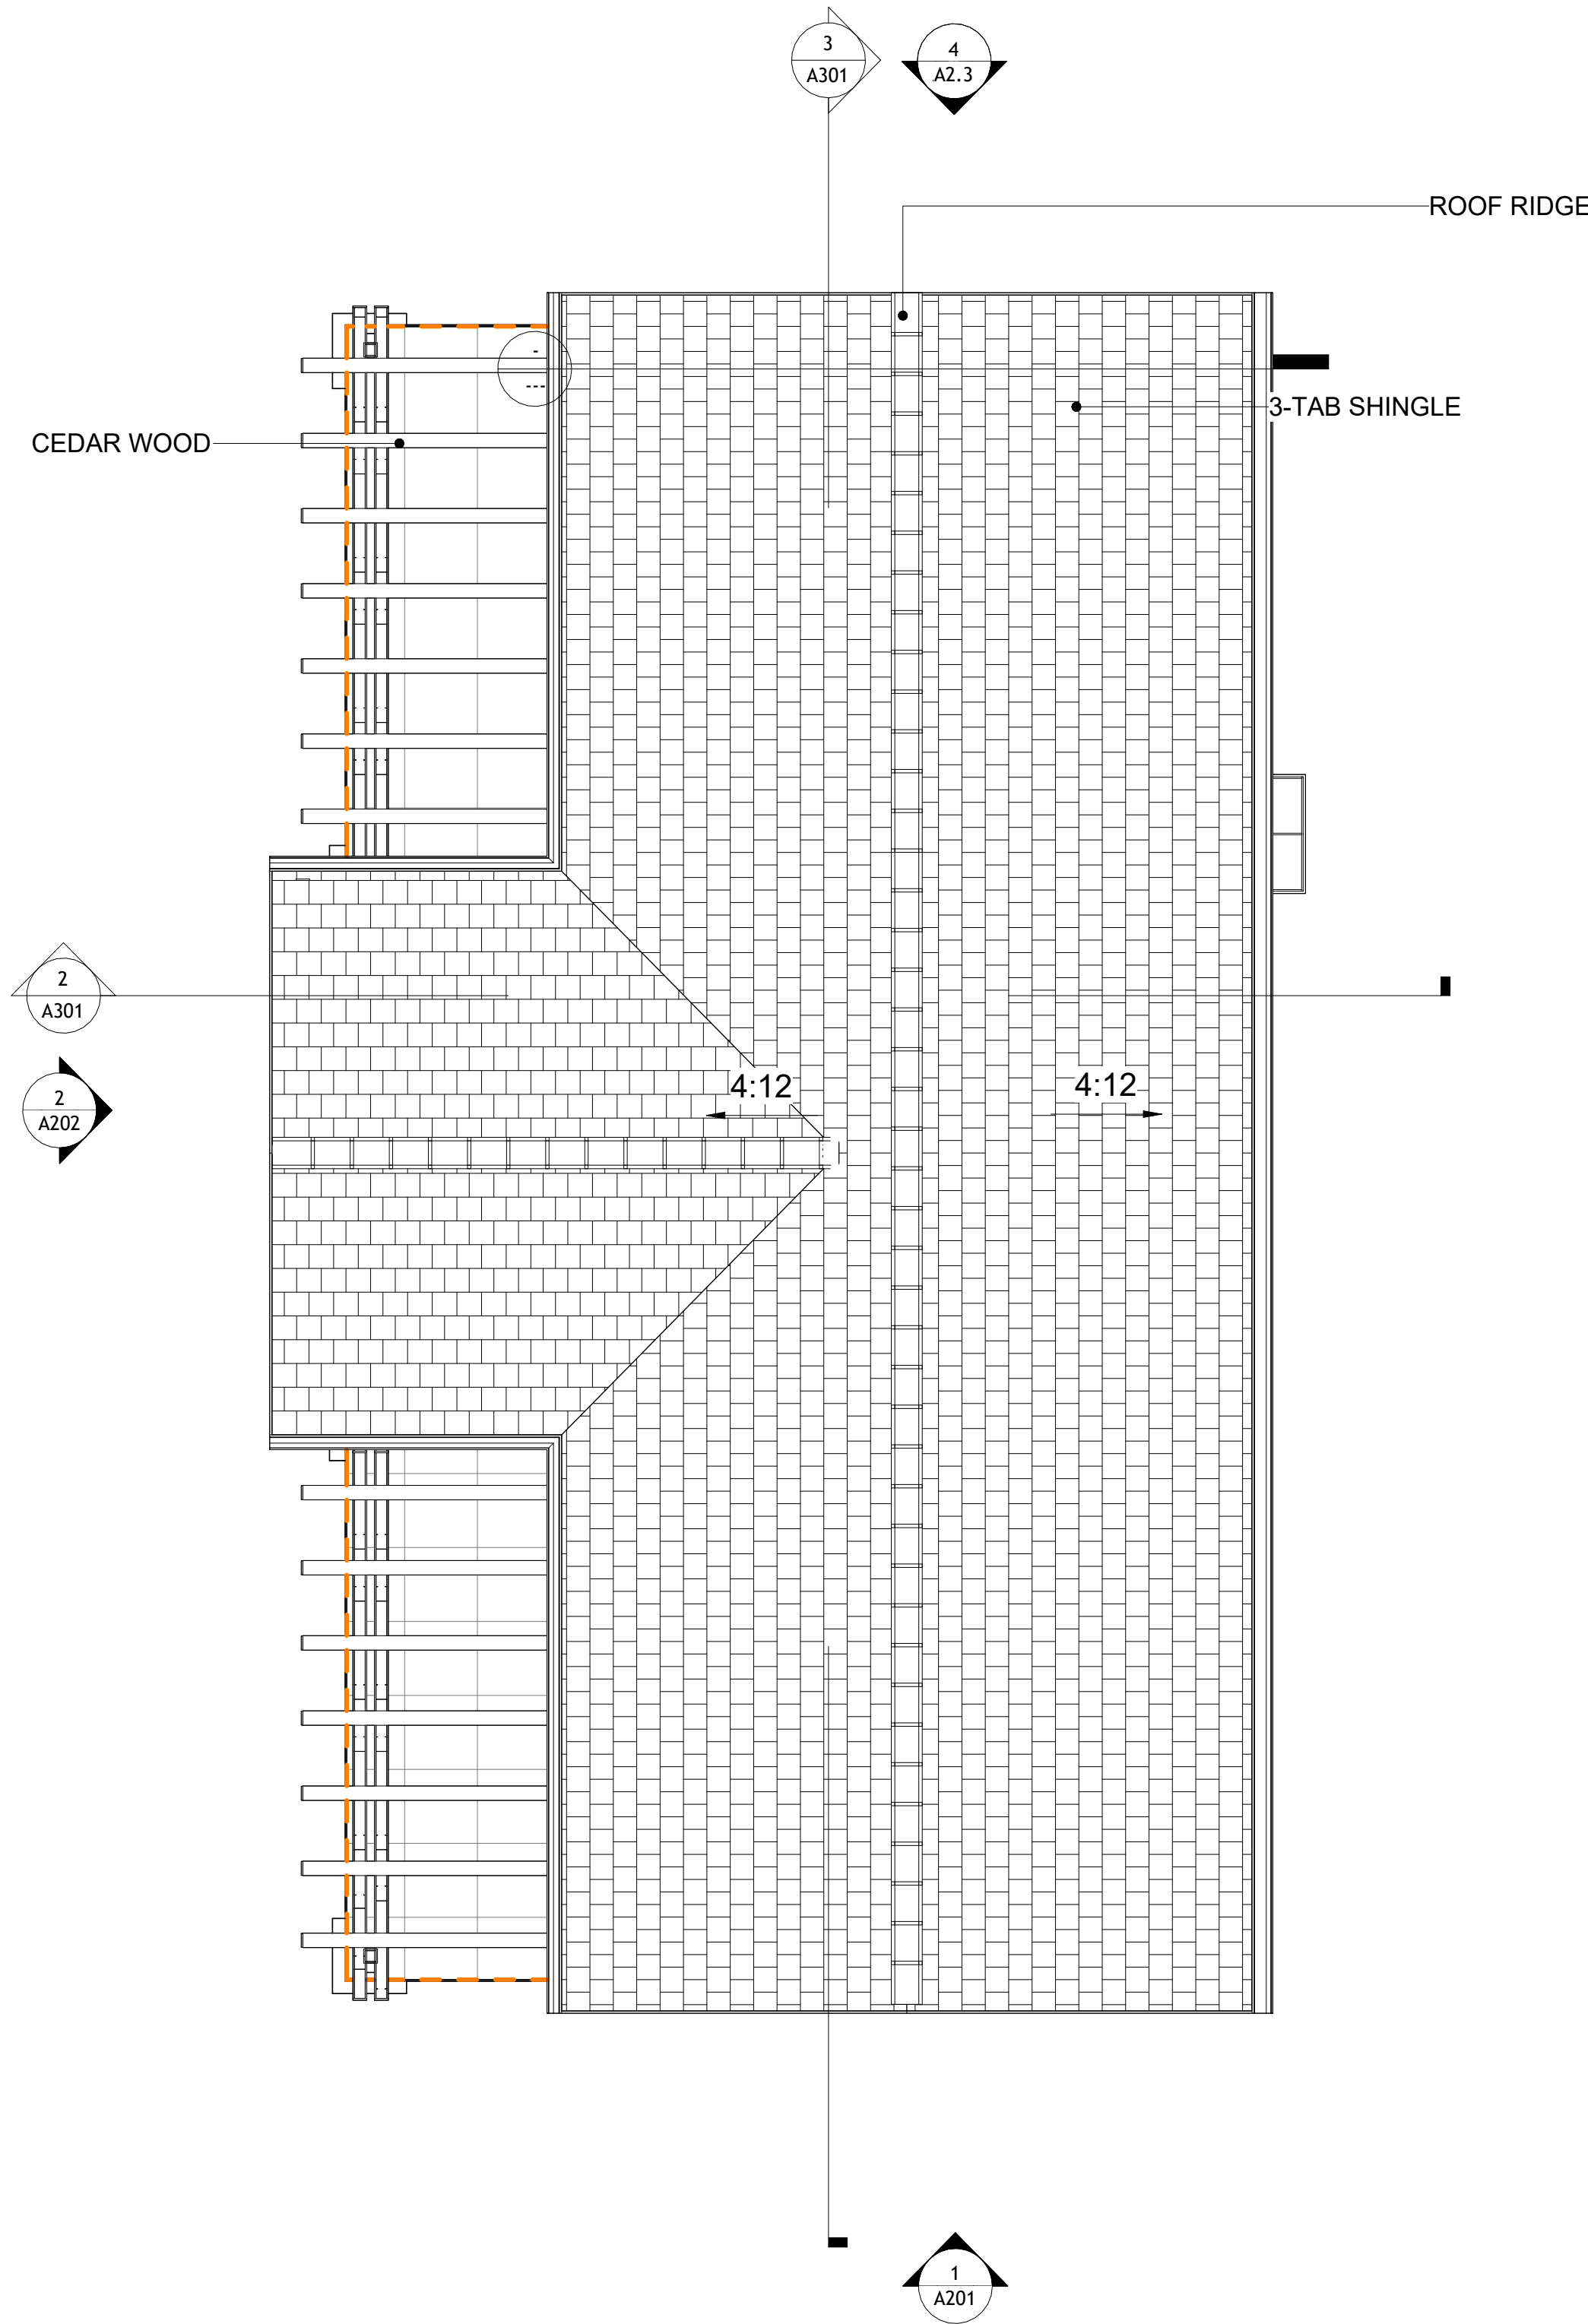 3
A301
4
A2.3
ROOF RIDGE
-
---
3-TAB SHINGLE
CEDAR WOOD
2
A301
4:12
4:12
2
A202
1
A201